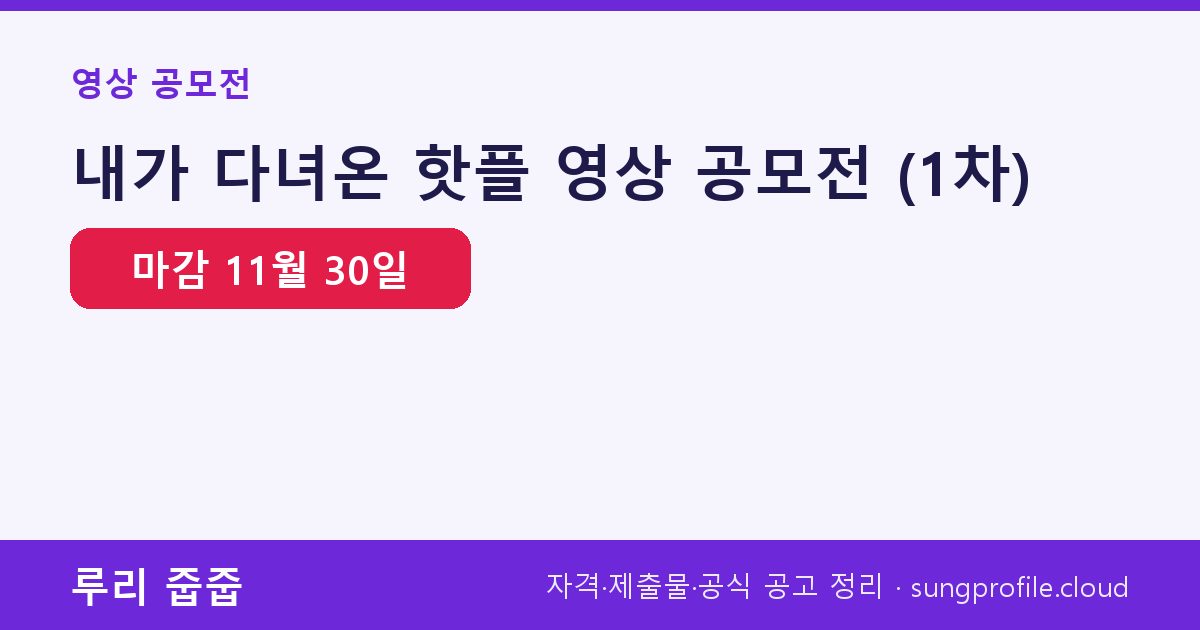 영상 공모전
내가 다녀온 핫플 영상 공모전 (1차)
마감 11월 30일
루리 줍줍
자격·제출물·공식 공고 정리 · sungprofile.cloud